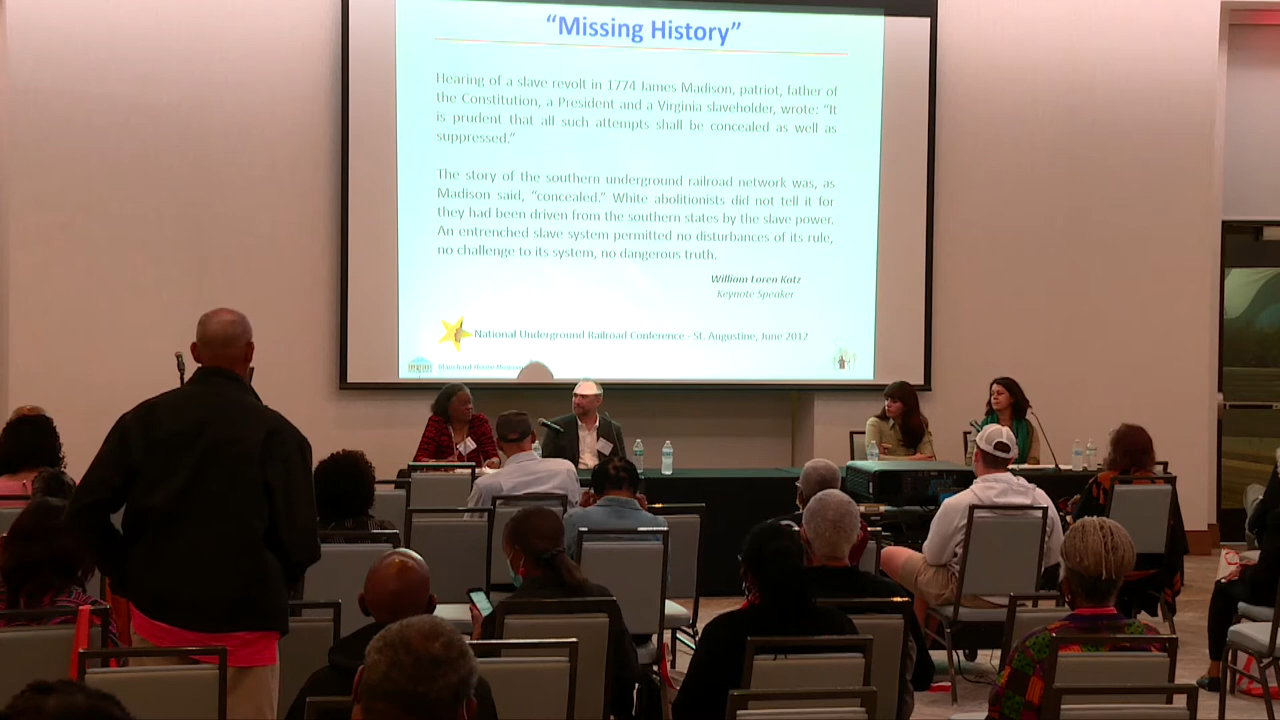 “Missing History”
Hearing of a slave revolt in 1774 James Madison, patriot, father of
the Constitution, a President and a Virginia slaveholder, wrote: “It
is prudent that all such attempts shall be concealed as well as
suppressed.”
The story of the southern underground railroad network was, as
Madison said, “concealed.” White abolitionists did not tell it for
they had been driven from the southern states by the slave power.
An entrenched slave system permitted no disturbances of its rule,
no challenge to its system, no dangerous truth.
William Loren Katz
Keynote Speaker
National Underground Railroad Conference - St. Augustine, June 2012
Blanchard House Museum